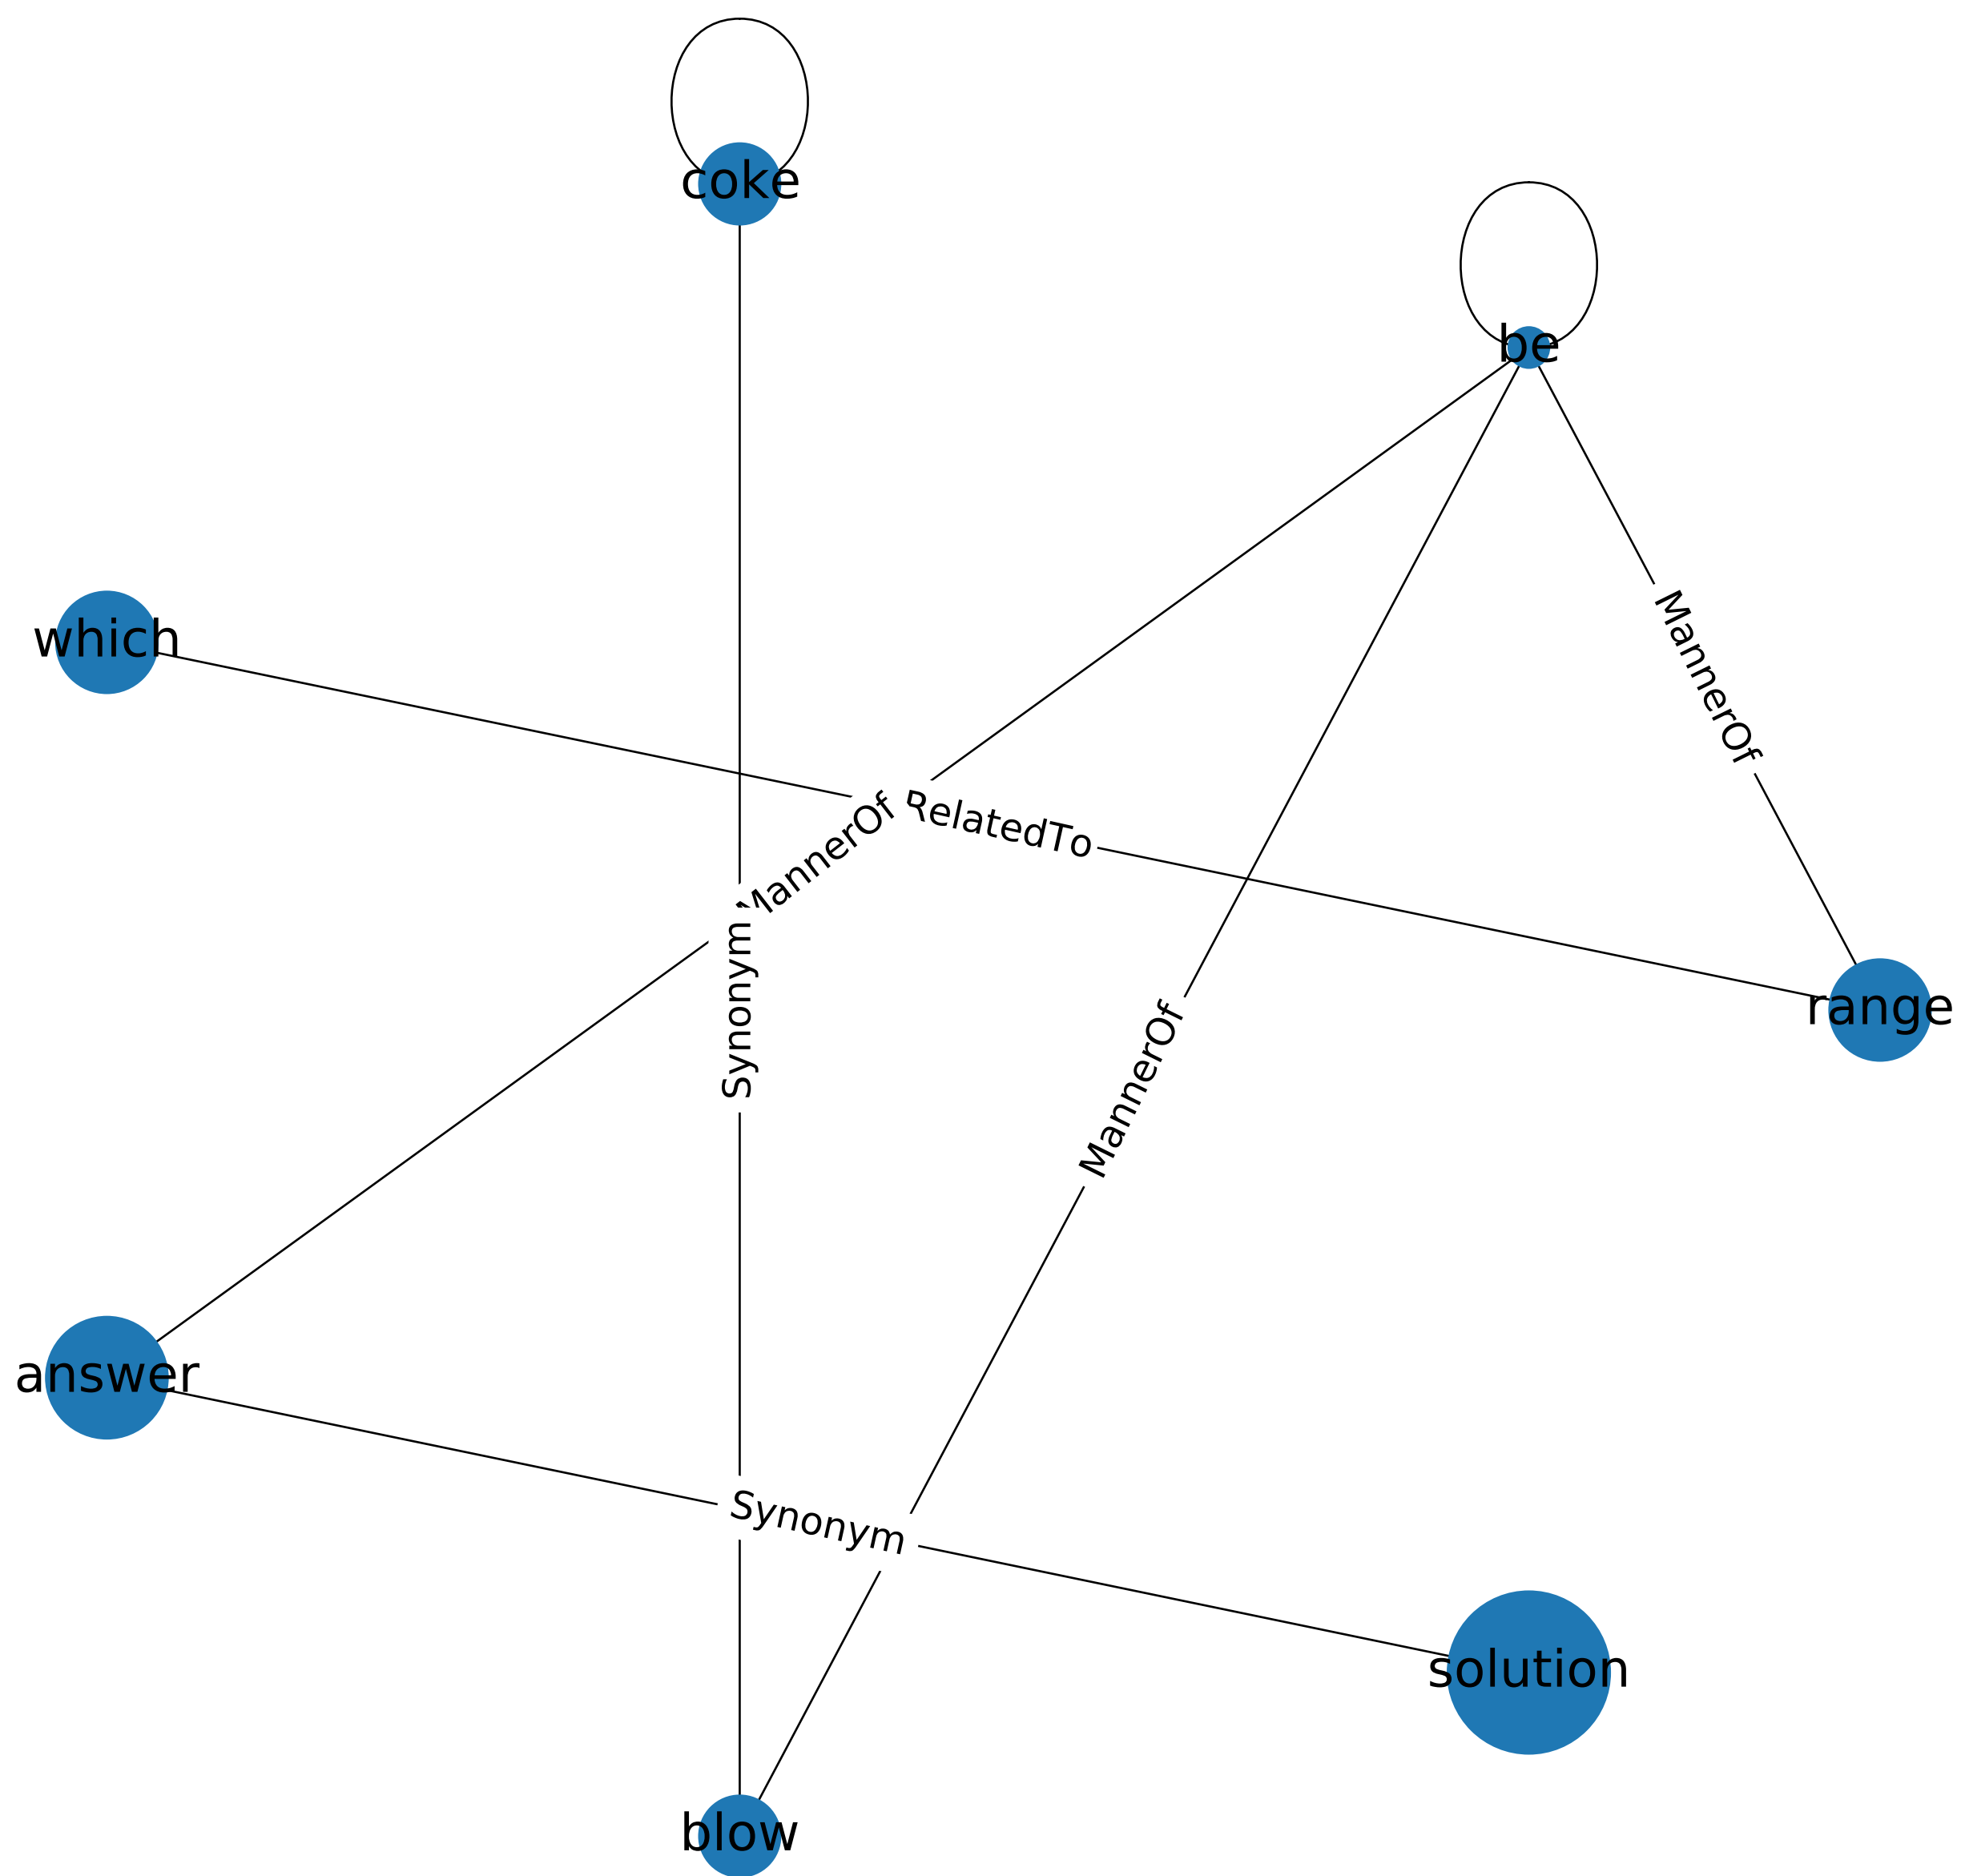 coke
be
which
MannerOf
MannerOf
RelatedTo
Synonym
range
MannerOf
answer
Synonym
solution
blow